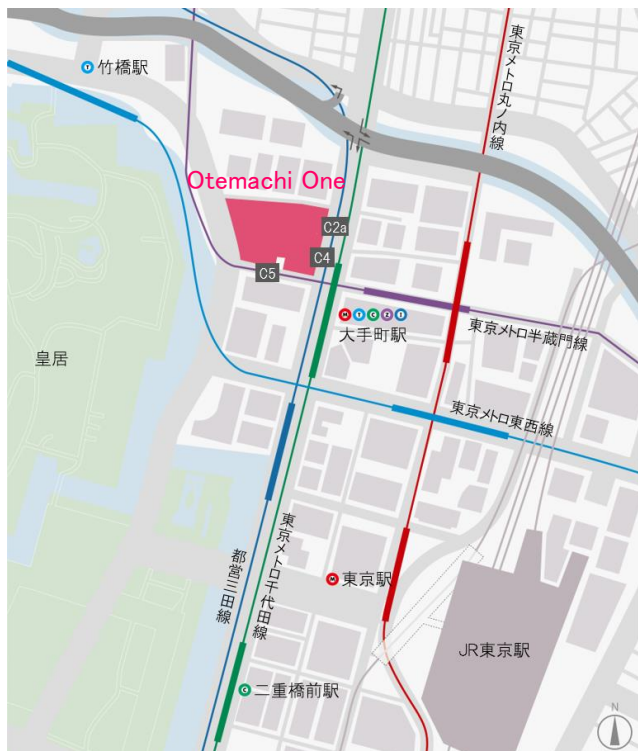 T 竹橋駅
東京メトロ丸ノ内線
Otemachi One
C2a
C4
C5
M T C Z I
大手町駅
東京メトロ半蔵門線
皇居
東京メトロ東西線
東京メトロ千代田線
都営三田線
M 東京駅
JR東京駅
C 二重橋前駅
N